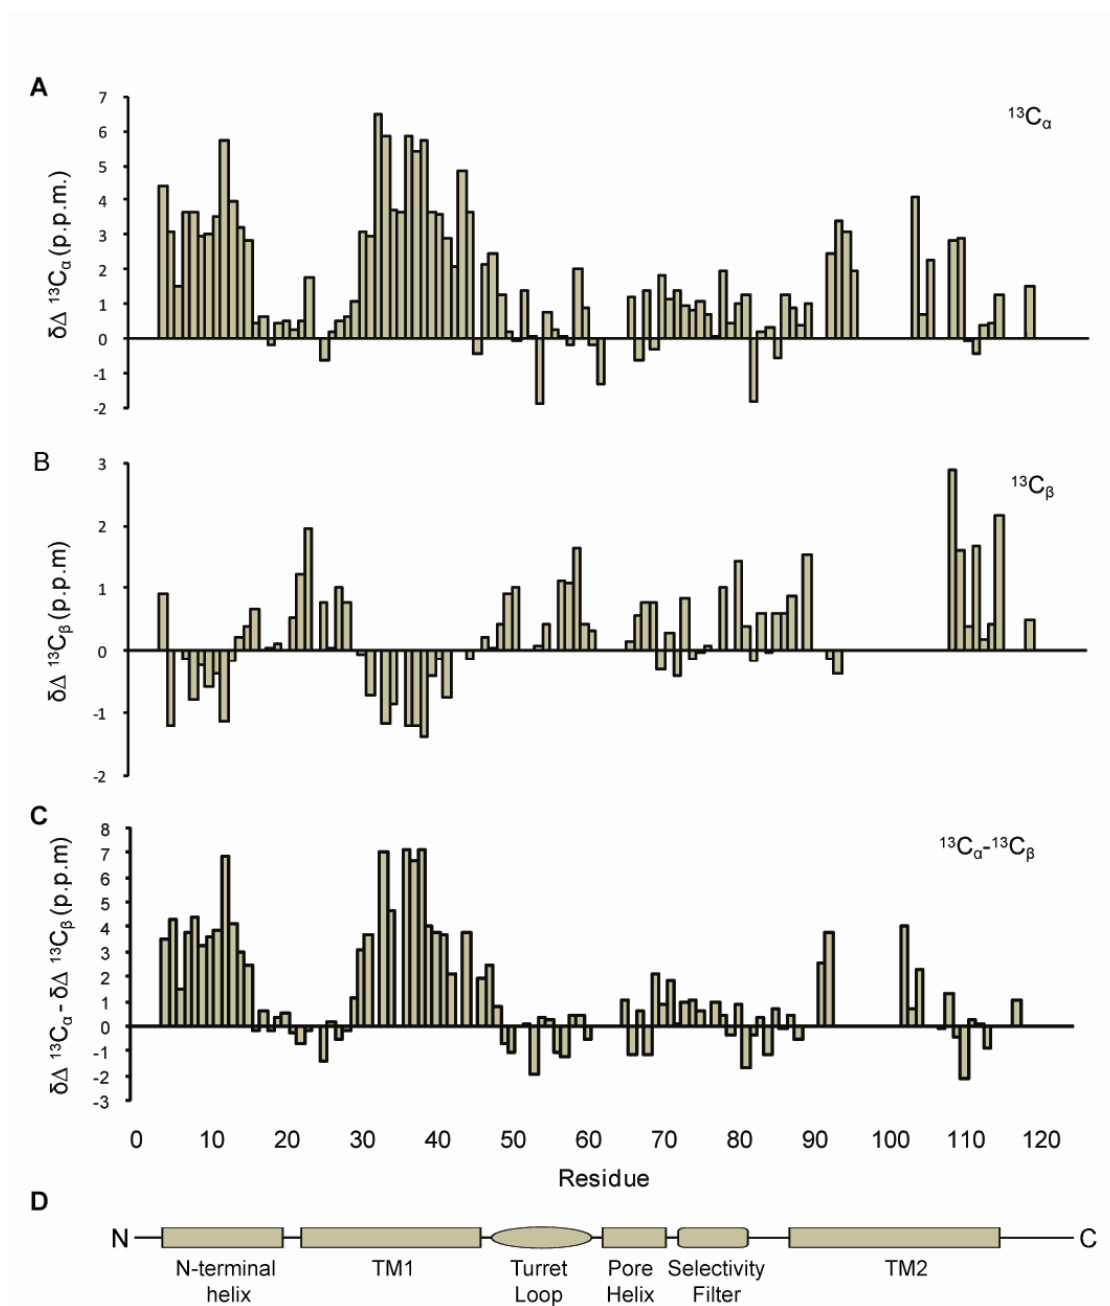 A
7
6
5
4
3
2
1
0
-1
-2
δΔ ¹³Cα (p.p.m.)
¹³Cα
B
3
2
1
0
-1
-2
δΔ ¹³Cβ (p.p.m)
¹³Cβ
C
8
7
6
5
4
3
2
1
0
-1
-2
-3
δΔ ¹³Cα - δΔ ¹³Cβ (p.p.m)
¹³Cα-¹³Cβ
0 10 20 30 40 50 60 70 80 90 100 110 120
Residue
D
N C
N-terminal TM1 Turret Pore Selectivity TM2
helix Loop Helix Filter